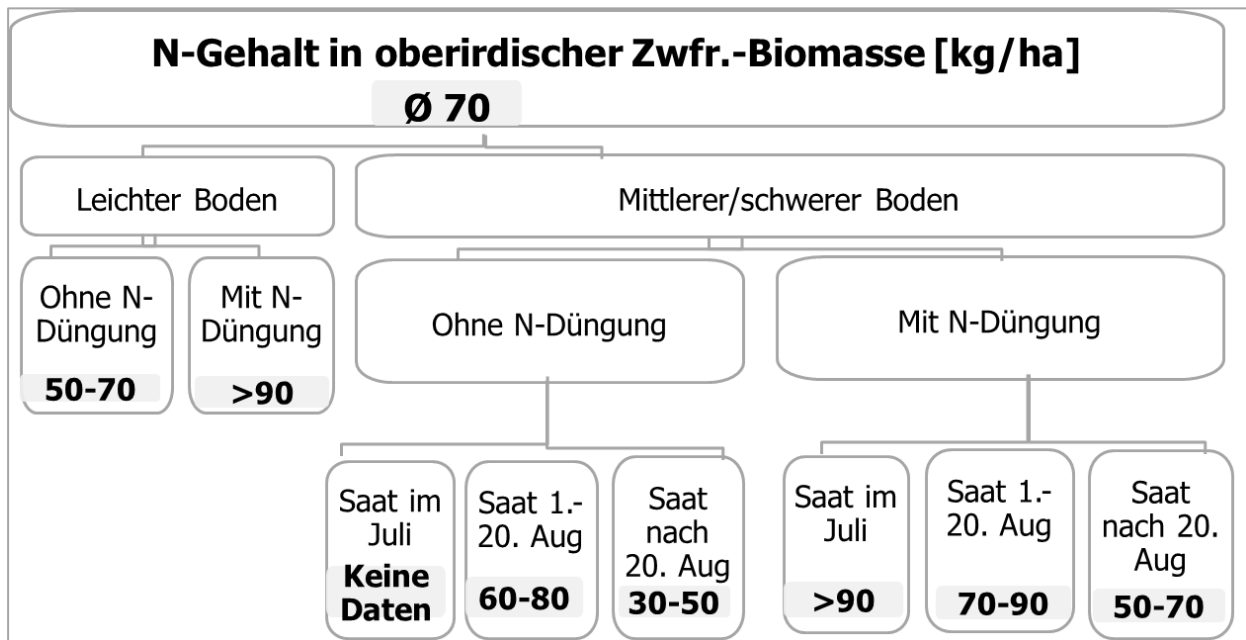 N-Gehalt in oberirdischer Zwfr.-Biomasse [kg/ha]
Ø 70
Leichter Boden
Mittlerer/schwerer Boden
Ohne N-
Düngung
50-70
Mit N-
Düngung
>90
Ohne N-Düngung
Mit N-Düngung
Saat im
Juli
Keine
Daten
Saat 1.-
20. Aug
60-80
Saat
nach
20. Aug
30-50
Saat im
Juli
>90
Saat 1.-
20. Aug
70-90
Saat
nach 20.
Aug
50-70